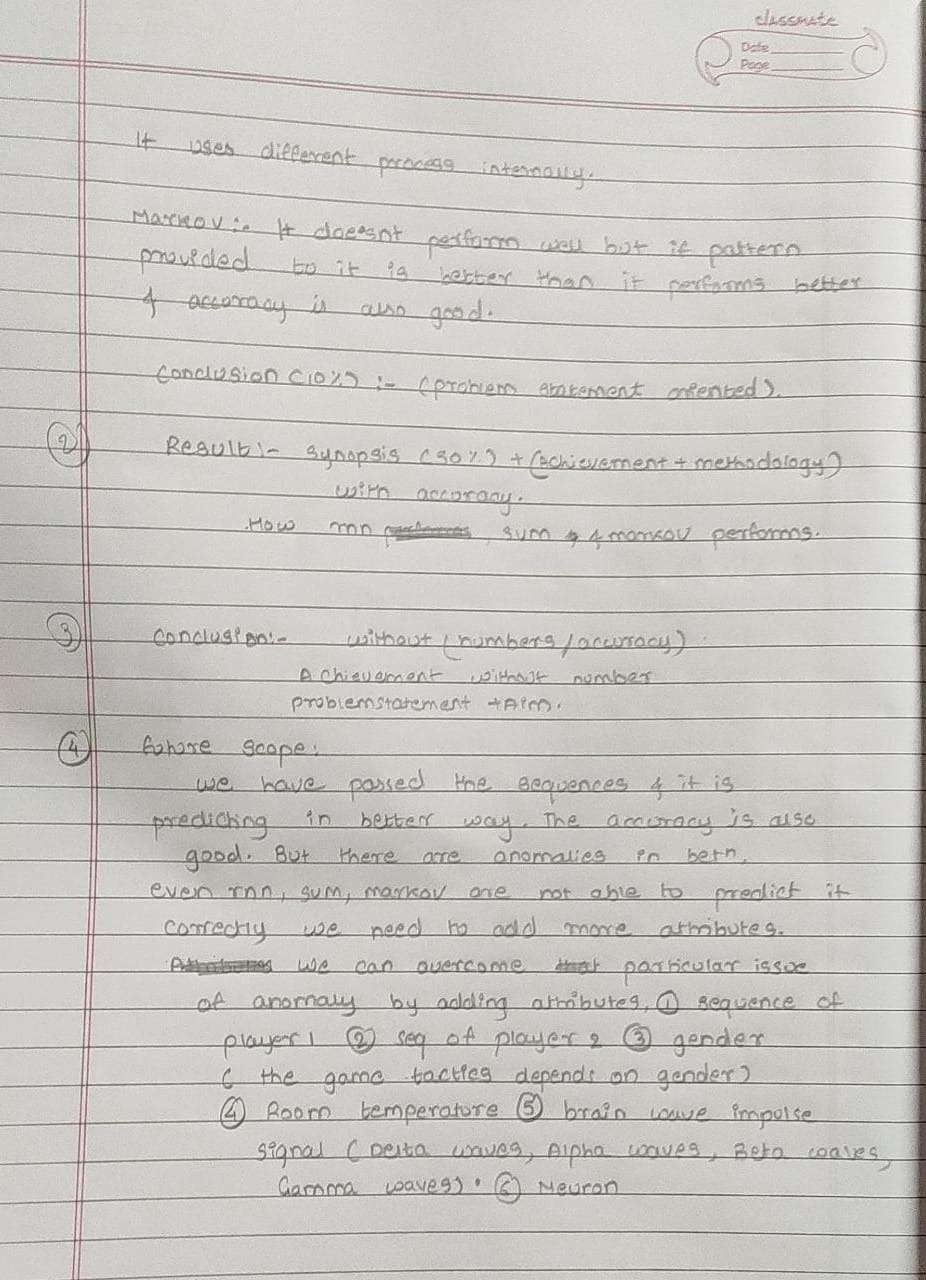 classmate
Date
Page
It uses different process internally.
Markov :- It doesnt perform well but if pattern
provided to it is better than it performs better
& accuracy is also good.
Conclusion (10%) :- (problem statement oriented).
② Result :- Synopsis (30%) + (achievement + methodology)
with accuracy.
How rnn, svm & markov performs.
③ Conclusion:- without (numbers/accuracy).
Achievement without number
problemstatement + Aim.
④ future scope:
we have passed the sequences & it is
predicting in better way. The accuracy is also
good. But there are anomalies in betn,
even rnn, svm, markov are not able to predict it
correctly we need to add more attributes.
we can overcome that particular issue
of anomaly by adding attributes, ① sequence of
player 1 ② seq of player 2 ③ gender
( the game tactics depends on gender)
④ Room temperature ⑤ brain wave impulse
signal ( Delta waves, Alpha waves, Beta waves,
Gamma waves). ⑥ Neuron